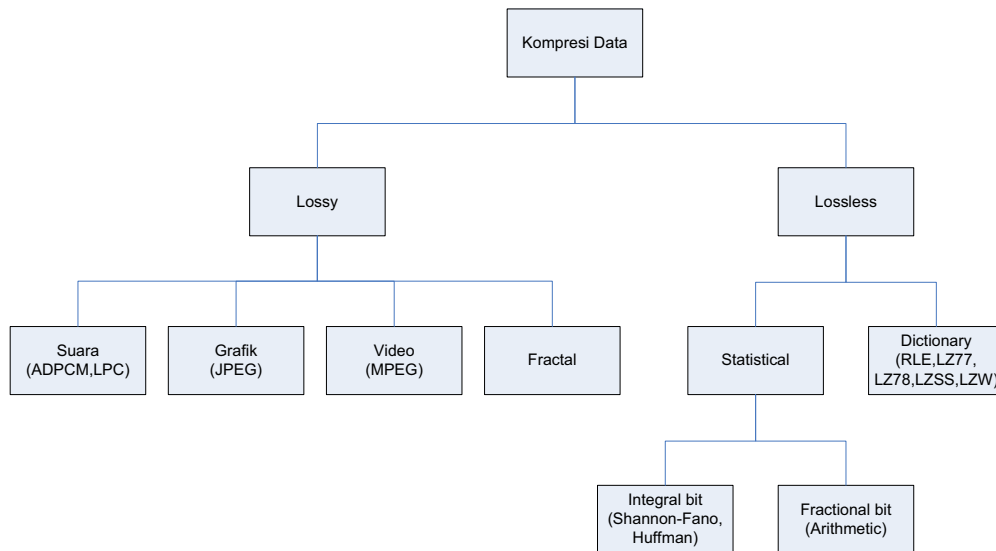 Kompresi Data
Lossy
Lossless
Suara
(ADPCM,LPC)
Grafik
(JPEG)
Video
(MPEG)
Fractal
Statistical
Dictionary
(RLE,LZ77,
LZ78,LZSS,LZW)
Integral bit
(Shannon-Fano,
Huffman)
Fractional bit
(Arithmetic)